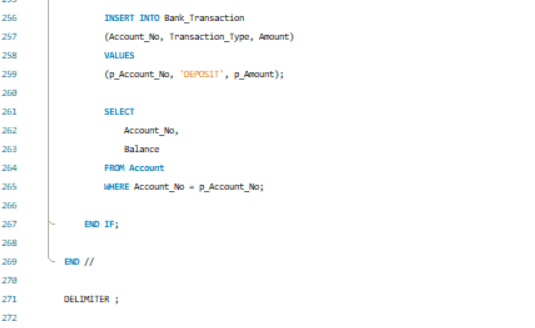 256 INSERT INTO Bank_Transaction
257 (Account_No, Transaction_Type, Amount)
258 VALUES
259 (p_Account_No, 'DEPOSIT', p_Amount);
260
261 SELECT
262 Account_No,
263 Balance
264 FROM Account
265 WHERE Account_No = p_Account_No;
266
267 END IF;
268
269 END //
270
271 DELIMITER ;
272